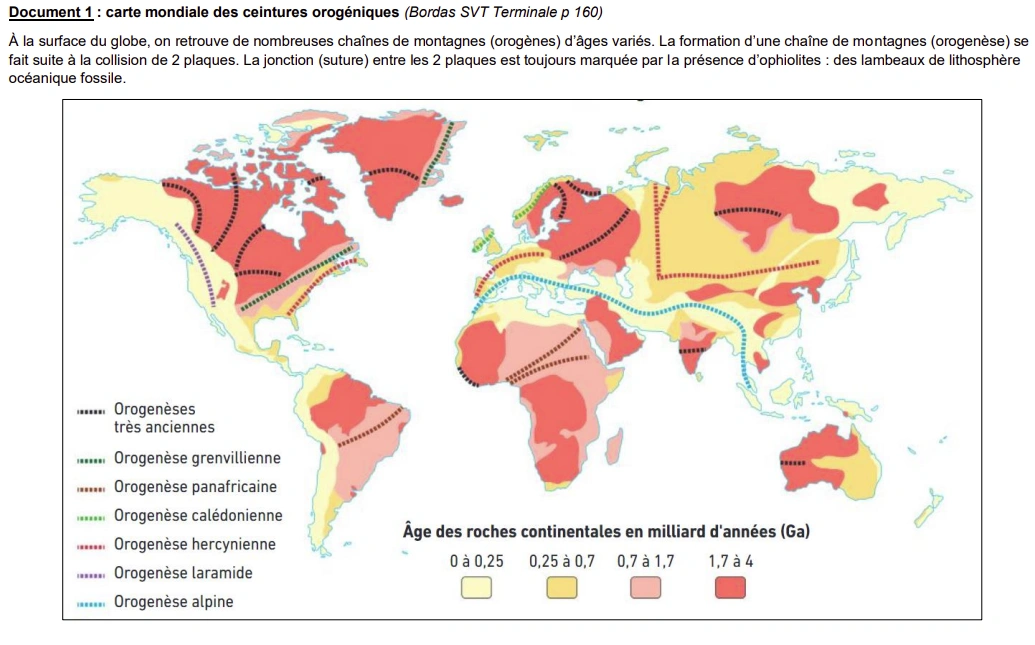 Document 1 : carte mondiale des ceintures orogéniques (Bordas SVT Terminale p 160)
À la surface du globe, on retrouve de nombreuses chaînes de montagnes (orogènes) d’âges variés. La formation d’une chaîne de montagnes (orogenèse) se
fait suite à la collision de 2 plaques. La jonction (suture) entre les 2 plaques est toujours marquée par la présence d’ophiolites : des lambeaux de lithosphère
océanique fossile.
Orogenèses
très anciennes
Orogenèse grenvillienne
Orogenèse panafricaine
Orogenèse calédonienne
Orogenèse hercynienne
Orogenèse laramide
Orogenèse alpine
Âge des roches continentales en milliard d'années (Ga)
0 à 0,25 0,25 à 0,7 0,7 à 1,7 1,7 à 4